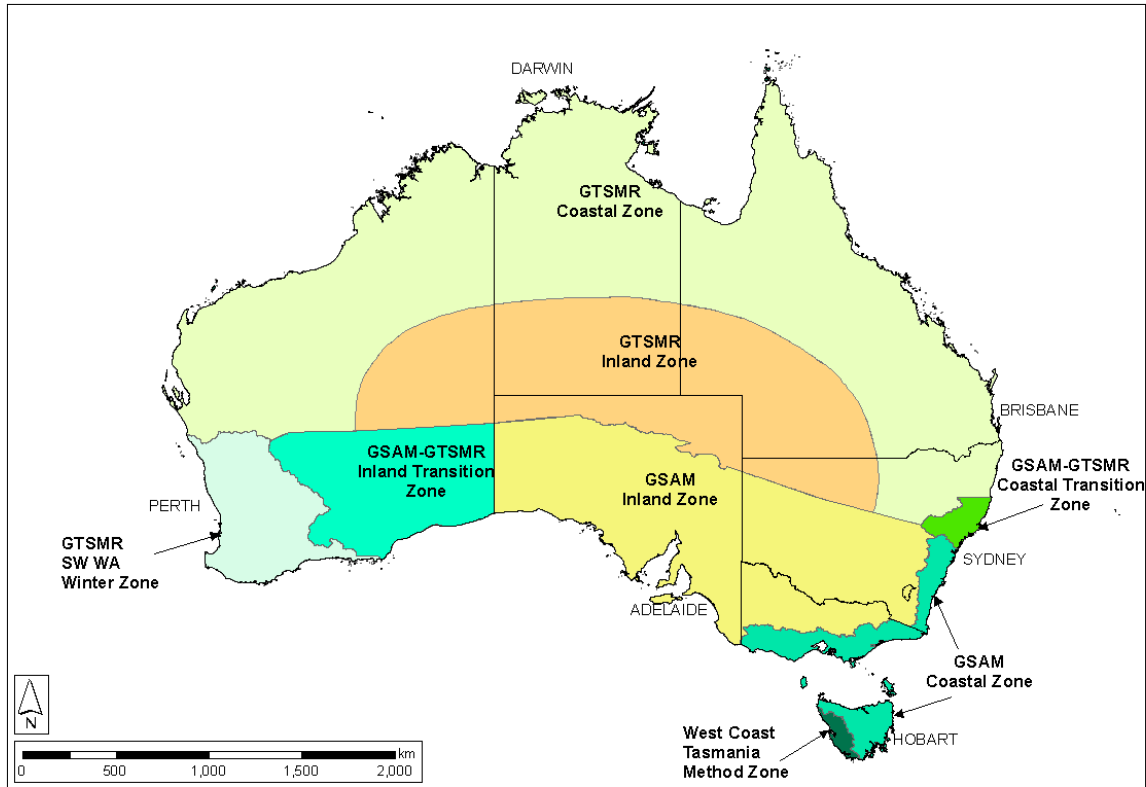 DARWIN
GTSMR
Coastal Zone
GTSMR
Inland Zone
BRISBANE
GSAM-GTSMR
Inland Transition
Zone
GSAM
Inland Zone
GSAM-GTSMR
Coastal Transition
Zone
PERTH
GTSMR
SW WA
Winter Zone
SYDNEY
ADELAIDE
GSAM
Coastal Zone
West Coast
Tasmania
Method Zone
HOBART
N
km
0 500 1,000 1,500 2,000